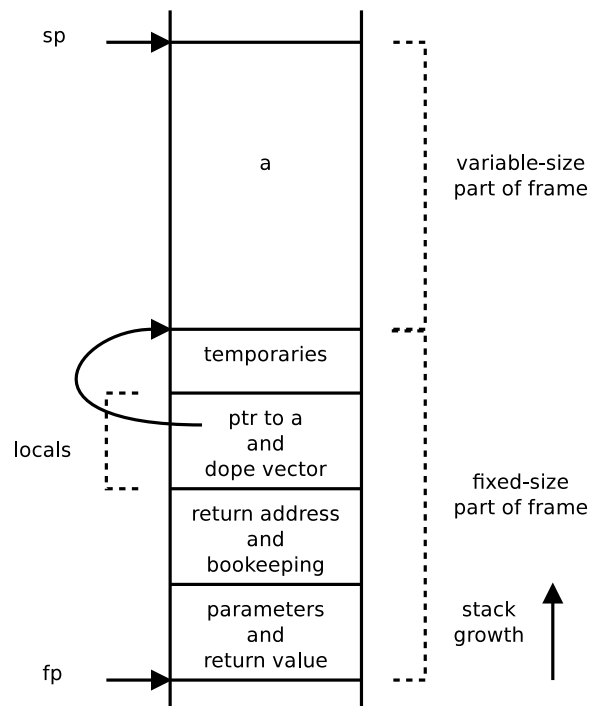 sp
a
variable-size
part of frame
temporaries
ptr to a
and
dope vector
locals
fixed-size
part of frame
return address
and
bookeeping
parameters
and
return value
stack
growth
fp